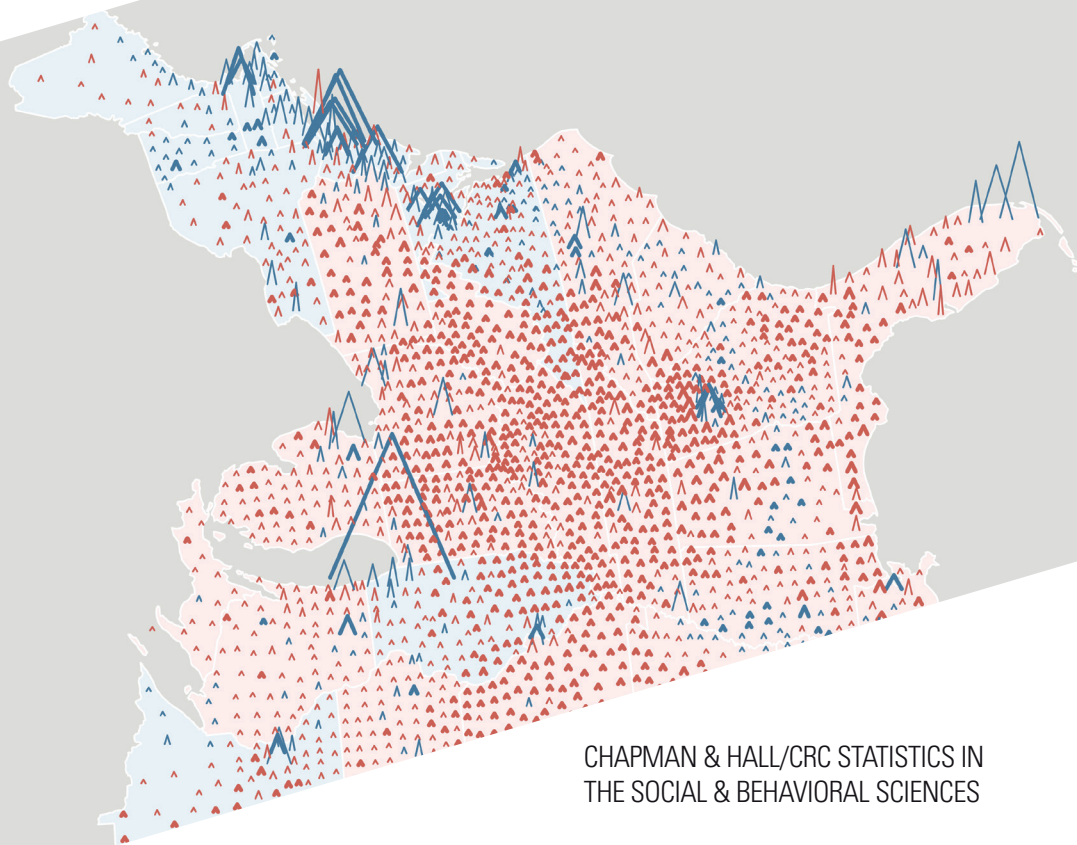 CHAPMAN & HALL/CRC STATISTICS IN
THE SOCIAL & BEHAVIORAL SCIENCES